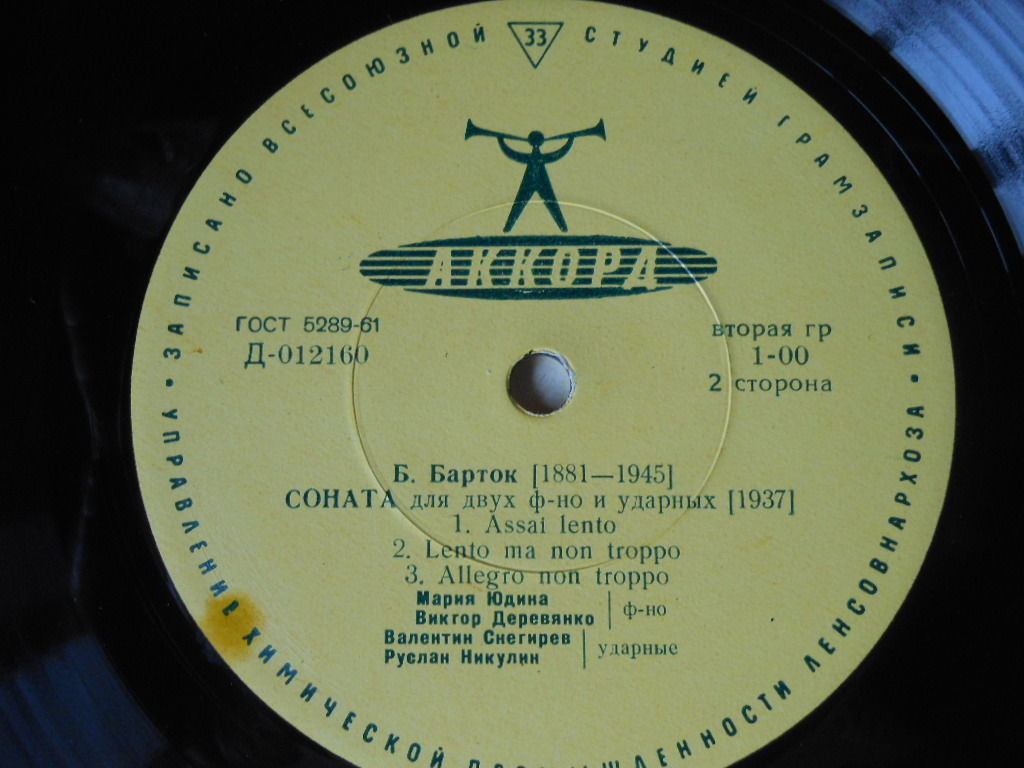 ЗАПИСАНО ВСЕСОЮЗНОЙ СТУДИЕЙ ГРАМЗАПИСИ •
33
АККОРД
ГОСТ 5289-61
Д-012160
вторая гр
1-00
2 сторона
Б. Барток [1881—1945]
СОНАТА для двух ф-но и ударных [1937]
1. Assai lento
2. Lento ma non troppo
3. Allegro non troppo
Мария Юдина
Виктор Деревянко
ф-но
Валентин Снегирев
Руслан Никулин
ударные
УПРАВЛЕНИЕ ХИМИЧЕСКОЙ ЛЕНСОВНАРХОЗА •